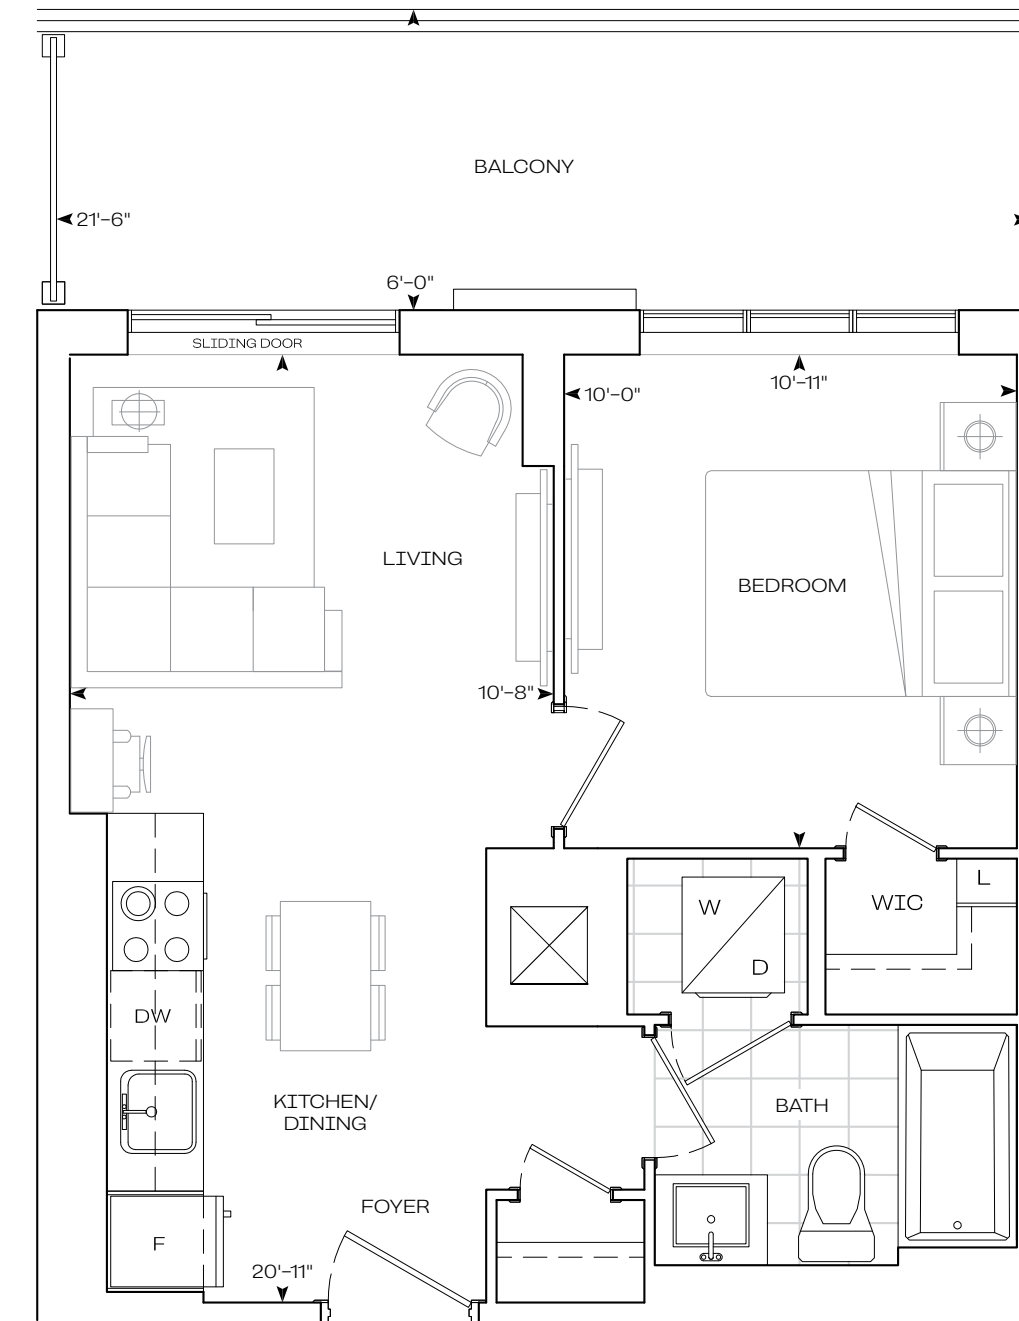 BALCONY
21'-6"
6'-0"
SLIDING DOOR
10'-11"
10'-0"
LIVING
BEDROOM
10'-8"
L
WIC
W
D
DW
KITCHEN/
DINING
BATH
FOYER
F
20'-11"